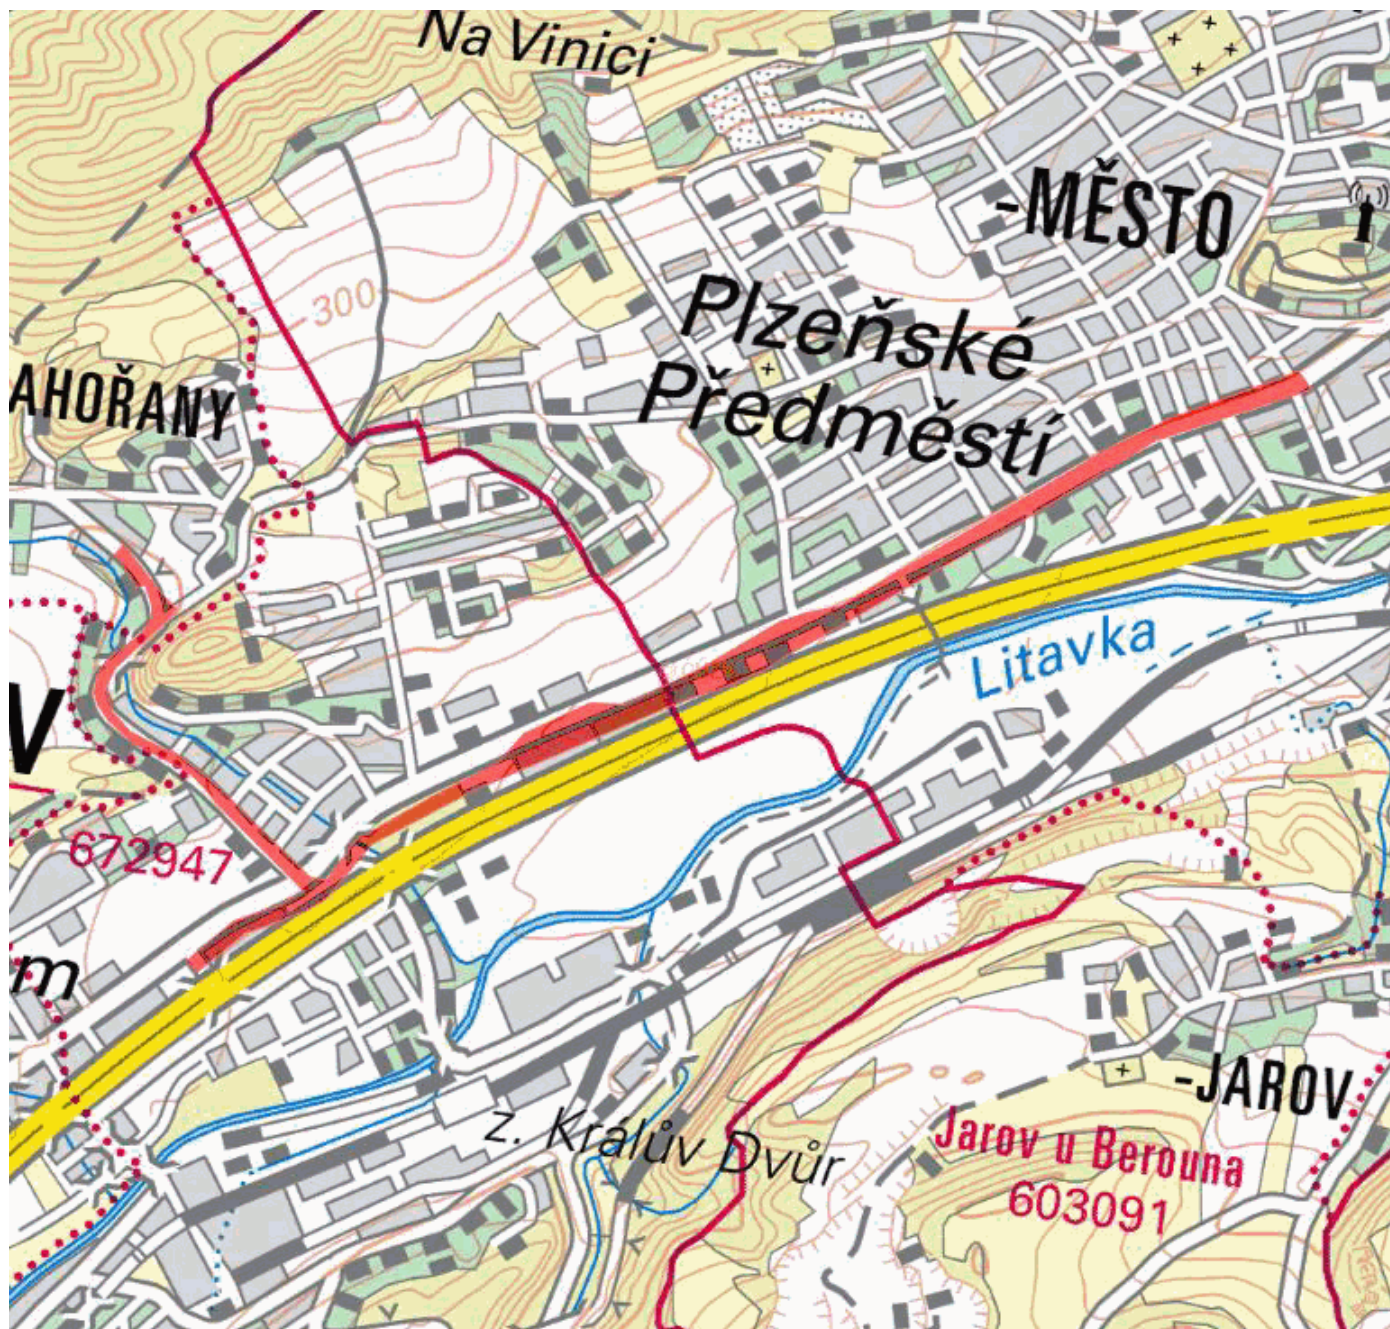 Na Vinici
-MĚSTO
300
Plzeňské
Předměstí
AHOŘANY
Litavka
V
672947
m
z. Králův Dvůr
-JAROV
Jarov u Berouna
603091